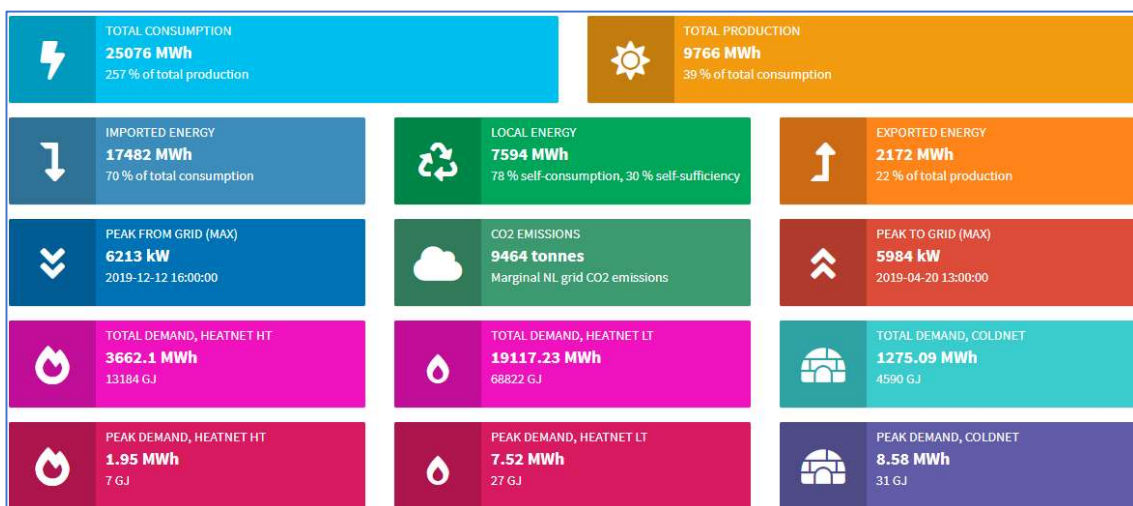 TOTAL CONSUMPTION
25076 MWh
257 % of total production
TOTAL PRODUCTION
9766 MWh
39 % of total consumption
IMPORTED ENERGY
17482 MWh
70 % of total consumption
LOCAL ENERGY
7594 MWh
78 % self-consumption, 30 % self-sufficiency
EXPORTED ENERGY
2172 MWh
22 % of total production
PEAK FROM GRID (MAX)
6213 kW
2019-12-12 16:00:00
CO2 EMISSIONS
9464 tonnes
Marginal NL grid CO2 emissions
PEAK TO GRID (MAX)
5984 kW
2019-04-20 13:00:00
TOTAL DEMAND, HEATNET HT
3662.1 MWh
13184 GJ
TOTAL DEMAND, HEATNET LT
19117.23 MWh
68822 GJ
TOTAL DEMAND, COLDNET
1275.09 MWh
4590 GJ
PEAK DEMAND, HEATNET HT
1.95 MWh
7 GJ
PEAK DEMAND, HEATNET LT
7.52 MWh
27 GJ
PEAK DEMAND, COLDNET
8.58 MWh
31 GJ